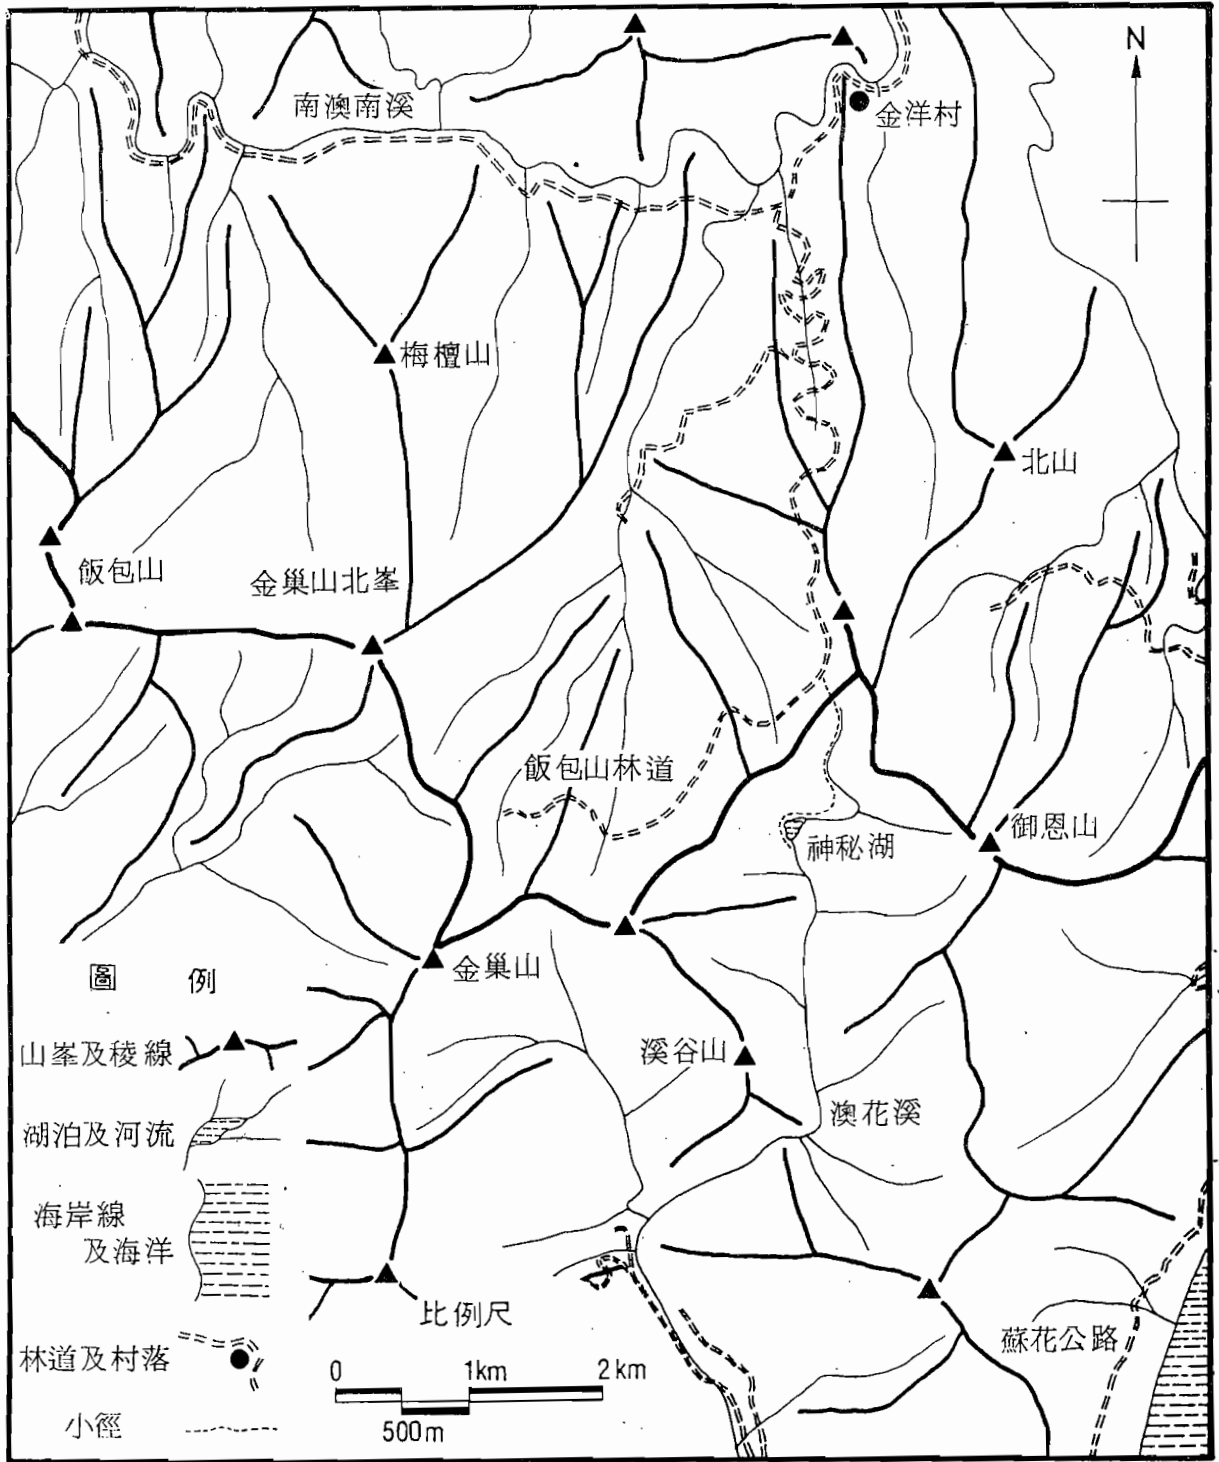 N
南澳南溪
金洋村
梅檀山
北山
飯包山
金巢山北峯
飯包山林道
御恩山
神秘湖
金巢山
圖 例
山峯及稜線
溪谷山
湖泊及河流
澳花溪
海岸線
及海洋
比例尺
蘇花公路
林道及村落
0 1km 2km
500m
小徑